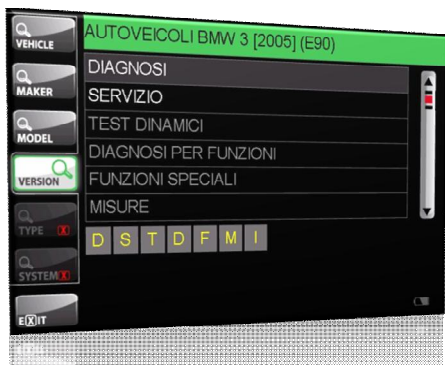 AUTOVEICOLI BMW 3 [2005] (E90)
VEHICLE
DIAGNOSI
MAKER
SERVIZIO
MODEL
TEST DINAMICI
DIAGNOSI PER FUNZIONI
VERSION
FUNZIONI SPECIALI
MISURE
TYPE X
D S T D F M I
SYSTEM X
EXIT